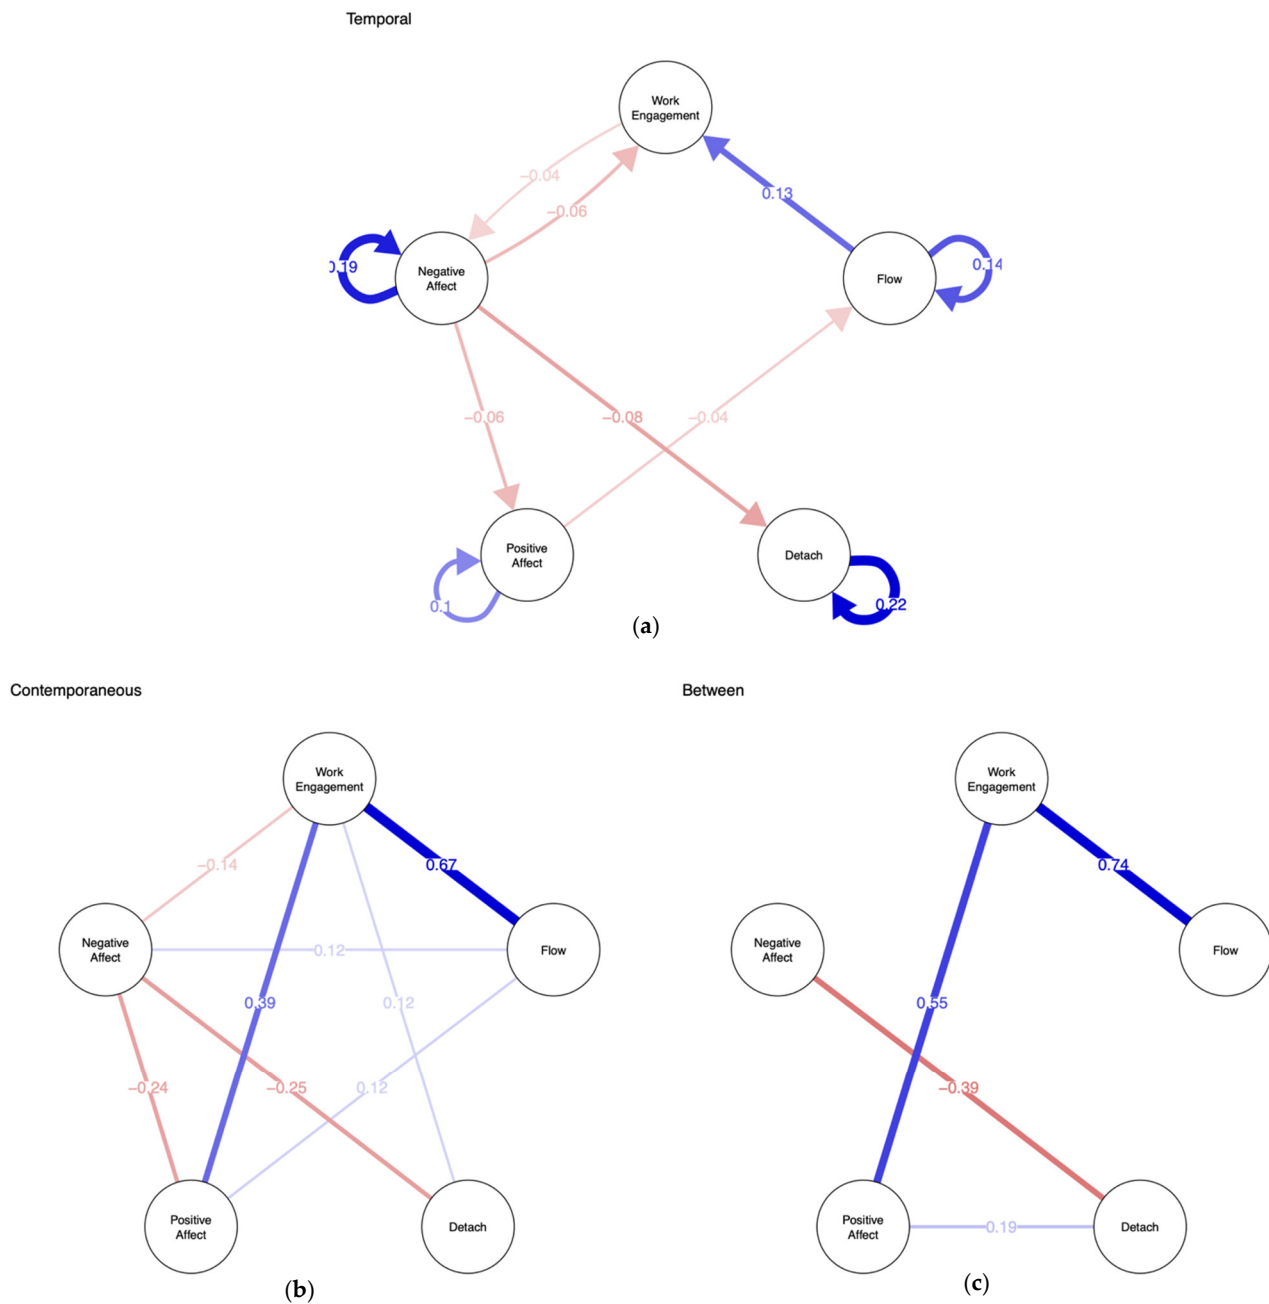 Temporal
Work
Engagement
−0.04
−0.06
0.13
0.19
Negative
Affect
Flow
0.14
−0.06
−0.08
−0.04
Positive
Affect
Detach
0.1
0.22
(a)
Contemporaneous
Between
Work
Engagement
−0.14
0.67
Negative
Affect
0.12
Flow
0.39
0.12
−0.24
−0.25
0.12
Positive
Affect
Detach
(b)
Work
Engagement
0.74
Negative
Affect
Flow
0.55
−0.39
Positive
Affect
0.19
Detach
(c)